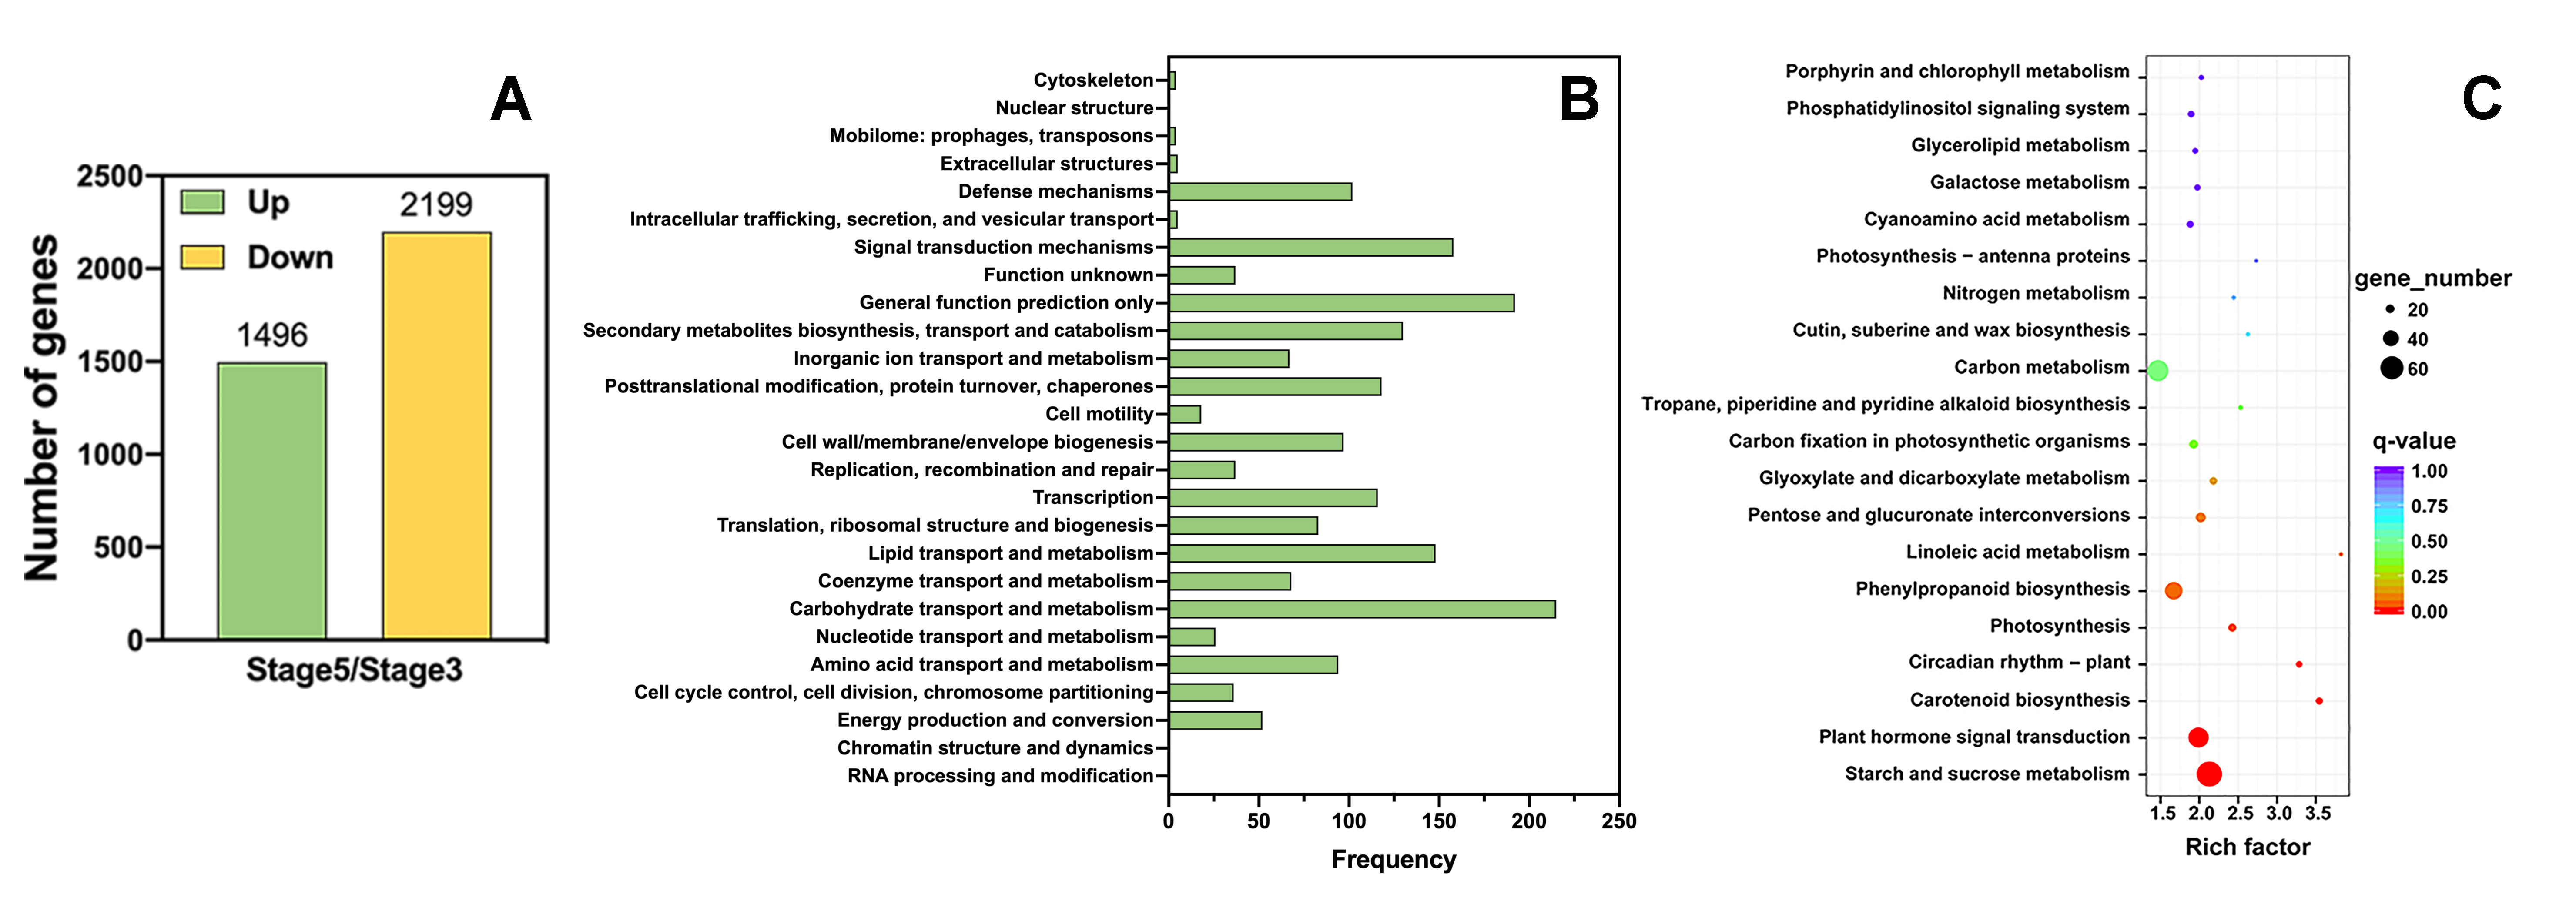 A
2500
2000
1500
1000
500
0
Number of genes
Up
Down
1496
2199
Stage5/Stage3
B
Cytoskeleton
Nuclear structure
Mobilome: prophages, transposons
Extracellular structures
Defense mechanisms
Intracellular trafficking, secretion, and vesicular transport
Signal transduction mechanisms
Function unknown
General function prediction only
Secondary metabolites biosynthesis, transport and catabolism
Inorganic ion transport and metabolism
Posttranslational modification, protein turnover, chaperones
Cell motility
Cell wall/membrane/envelope biogenesis
Replication, recombination and repair
Transcription
Translation, ribosomal structure and biogenesis
Lipid transport and metabolism
Coenzyme transport and metabolism
Carbohydrate transport and metabolism
Nucleotide transport and metabolism
Amino acid transport and metabolism
Cell cycle control, cell division, chromosome partitioning
Energy production and conversion
Chromatin structure and dynamics
RNA processing and modification
0 50 100 150 200 250
Frequency
C
Porphyrin and chlorophyll metabolism
Phosphatidylinositol signaling system
Glycerolipid metabolism
Galactose metabolism
Cyanoamino acid metabolism
Photosynthesis − antenna proteins
Nitrogen metabolism
Cutin, suberine and wax biosynthesis
Carbon metabolism
Tropane, piperidine and pyridine alkaloid biosynthesis
Carbon fixation in photosynthetic organisms
Glyoxylate and dicarboxylate metabolism
Pentose and glucuronate interconversions
Linoleic acid metabolism
Phenylpropanoid biosynthesis
Photosynthesis
Circadian rhythm − plant
Carotenoid biosynthesis
Plant hormone signal transduction
Starch and sucrose metabolism
1.5 2.0 2.5 3.0 3.5
Rich factor
gene_number
20
40
60
q-value
1.00
0.75
0.50
0.25
0.00